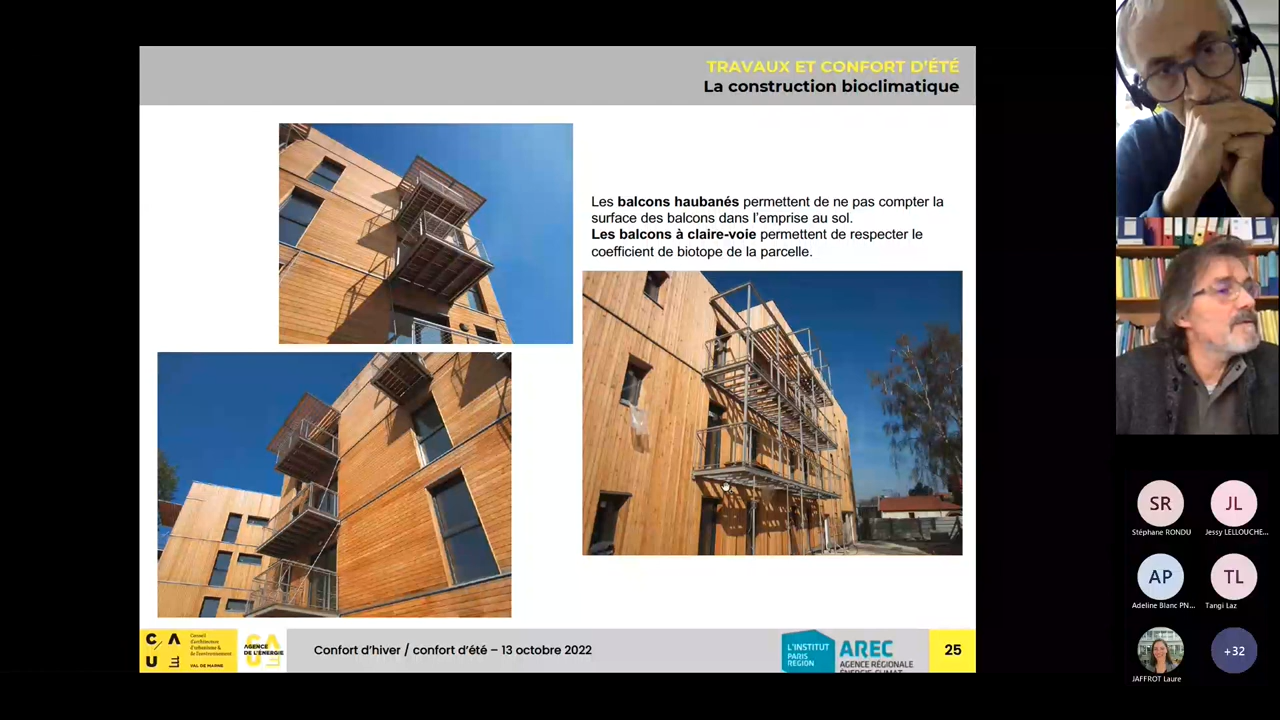 TRAVAUX ET CONFORT D'ÉTÉ
La construction bioclimatique
Les balcons haubanés permettent de ne pas compter la
surface des balcons dans l'emprise au sol.
Les balcons à claire-voie permettent de respecter le
coefficient de biotope de la parcelle.
C A
U E
Conseil
d'architecture
d'urbanisme &
de l'environnement
VAL DE MARNE
AGENCE
DE L'ÉNERGIE
Confort d'hiver / confort d'été – 13 octobre 2022
L'INSTITUT
PARIS
REGION
AREC
AGENCE RÉGIONALE
ÉNERGIE-CLIMAT
25
SR
JL
Stéphane RONDU
Jessy LELLOUCHE...
AP
TL
Adeline Blanc PN...
Tangi Laz
+32
JAFFROT Laure